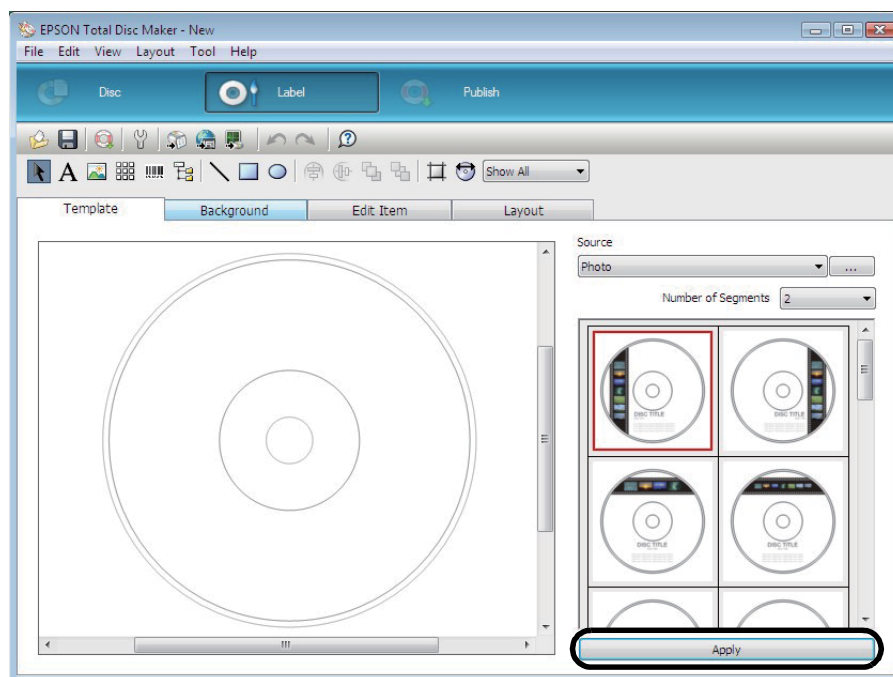 EPSON Total Disc Maker - New
File Edit View Layout Tool Help
Disc Label Publish
A Show All
Template Background Edit Item Layout
Source
Photo ...
Number of Segments 2
DISC TITLE DISC TITLE
DISC TITLE DISC TITLE
Apply